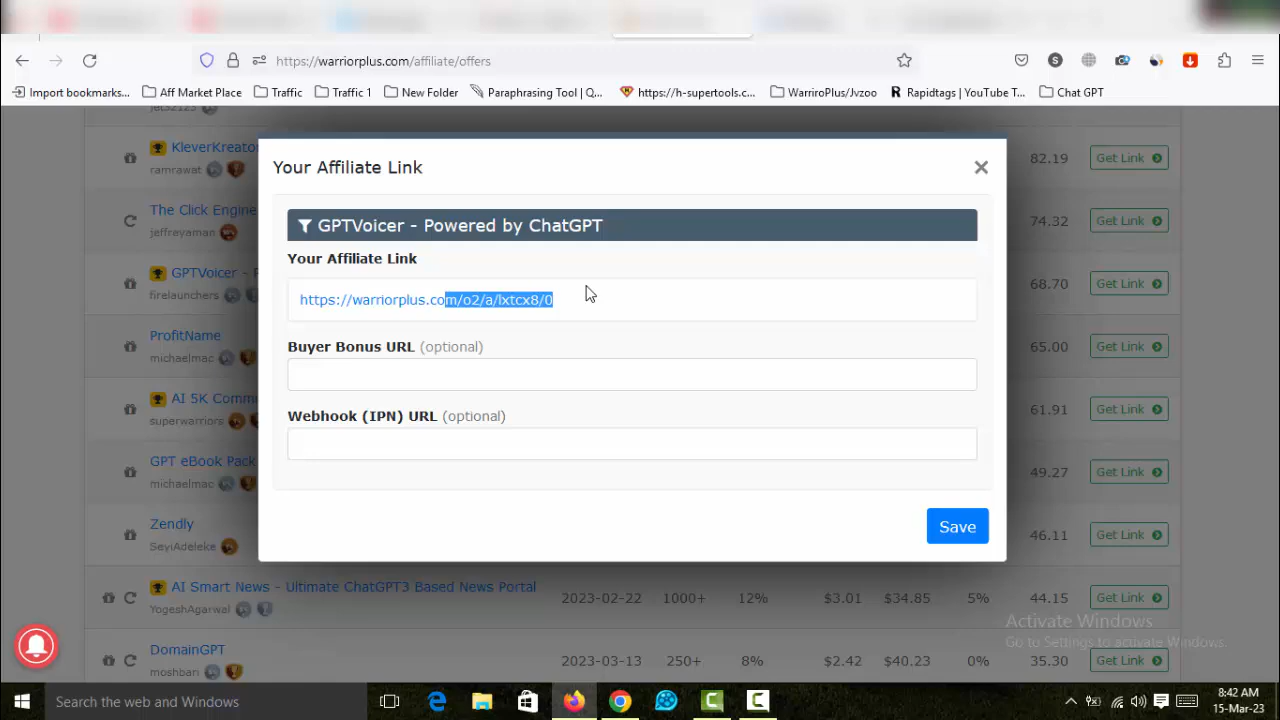 https://warriorplus.com/affiliate/offers
S
Import bookmarks...
Aff Market Place
Traffic
Traffic 1
New Folder
Paraphrasing Tool | Q...
https://h-supertools.c...
WarriroPlus/Jvzoo
Rapidtags | YouTube T...
Chat GPT
jetsz123
KleverKreato
82.19
Get Link
ramrawat
The Click Engine
74.32
Get Link
jeffreyaman
GPTVoicer - P
68.70
Get Link
firelaunchers
ProfitName
65.00
Get Link
michaelmac
AI 5K Comm
61.91
Get Link
superwarriors
GPT eBook Pack
49.27
Get Link
michaelmac
Zendly
46.11
Get Link
SeyiAdeleke
Your Affiliate Link
GPTVoicer - Powered by ChatGPT
Your Affiliate Link
https://warriorplus.com/o2/a/lxtcx8/0
Buyer Bonus URL (optional)
Webhook (IPN) URL (optional)
Save
AI Smart News - Ultimate ChatGPT3 Based News Portal
YogeshAgarwal
2023-02-22 1000+ 12% $3.01 $34.85 5% 44.15 Get Link
DomainGPT
moshbari
2023-03-13 250+ 8% $2.42 $40.23 0% 35.30 Get Link
Activate Windows
Go to Settings to activate Windows.
Search the web and Windows
8:42 AM
15-Mar-23